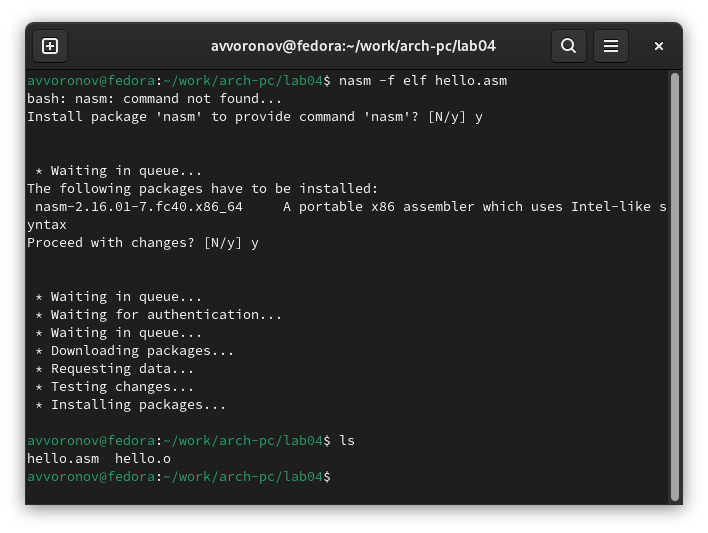 avvoronov@fedora:~/work/arch-pc/lab04
avvoronov@fedora:~/work/arch-pc/lab04$ nasm -f elf hello.asm
bash: nasm: command not found...
Install package 'nasm' to provide command 'nasm'? [N/y] y
* Waiting in queue...
The following packages have to be installed:
nasm-2.16.01-7.fc40.x86_64     A portable x86 assembler which uses Intel-like s
yntax
Proceed with changes? [N/y] y
* Waiting in queue...
* Waiting for authentication...
* Waiting in queue...
* Downloading packages...
* Requesting data...
* Testing changes...
* Installing packages...
avvoronov@fedora:~/work/arch-pc/lab04$ ls
hello.asm  hello.o
avvoronov@fedora:~/work/arch-pc/lab04$